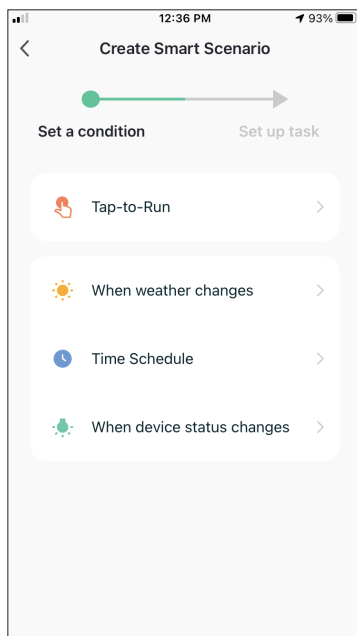 12:36 PM 93%
Create Smart Scenario
Set a condition Set up task
Tap-to-Run
When weather changes
Time Schedule
When device status changes